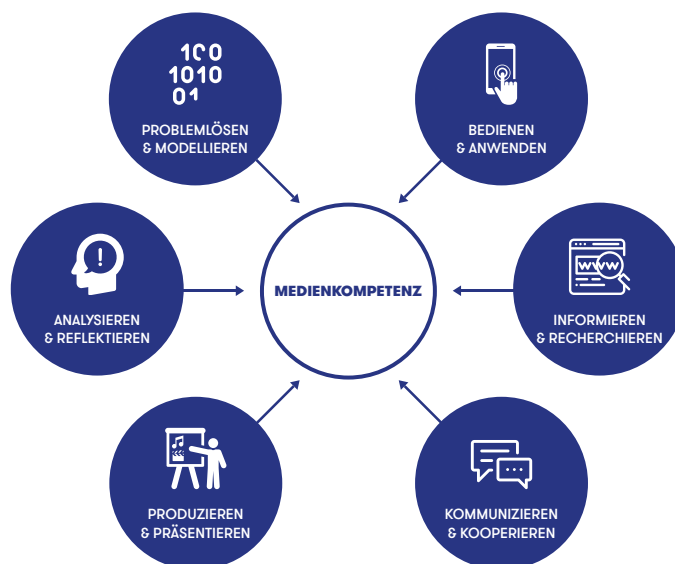 100
1010
01
PROBLEMLÖSEN
& MODELLIEREN
BEDIENEN
& ANWENDEN
ANALYSIEREN
& REFLEKTIEREN
!
MEDIENKOMPETENZ
WWW
INFORMIEREN
& RECHERCHIEREN
PRODUZIEREN
& PRÄSENTIEREN
KOMMUNIZIEREN
& KOOPERIEREN